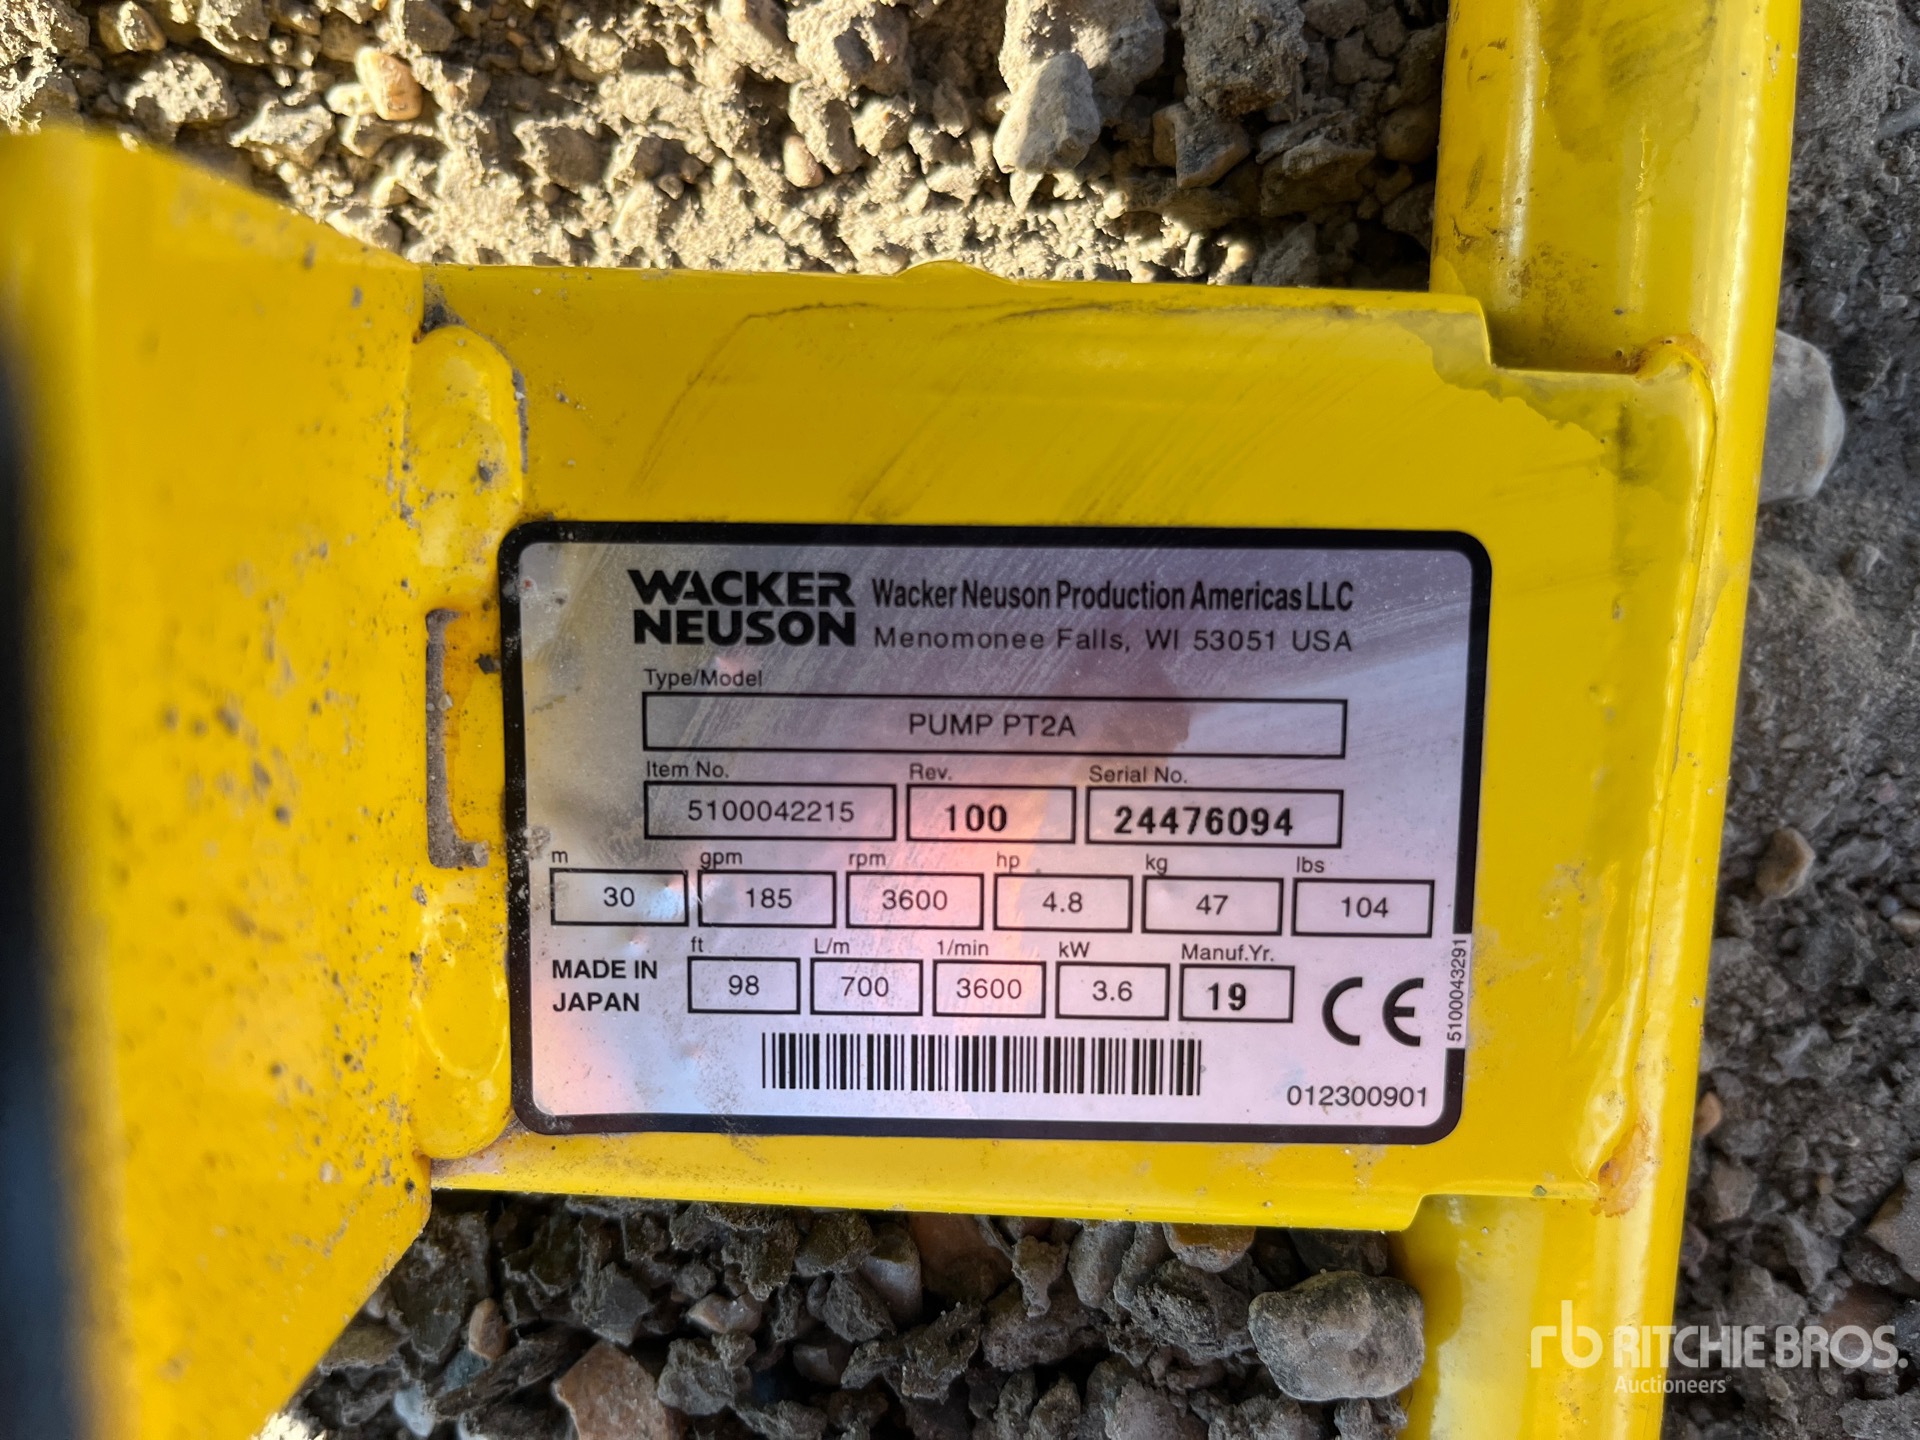 WACKER NEUSON
Wacker Neuson Production Americas LLC
Menomonee Falls, WI 53051 USA
Type/Model
PUMP PT2A
Item No. Rev. Serial No.
5100042215 100 24476094
m gpm rpm hp kg lbs
30 185 3600 4.8 47 104
ft L/m 1/min kW Manuf.Yr.
MADE IN JAPAN
98 700 3600 3.6 19
CE
5100043291
012300901
rb RITCHIE BROS.
Auctioneers